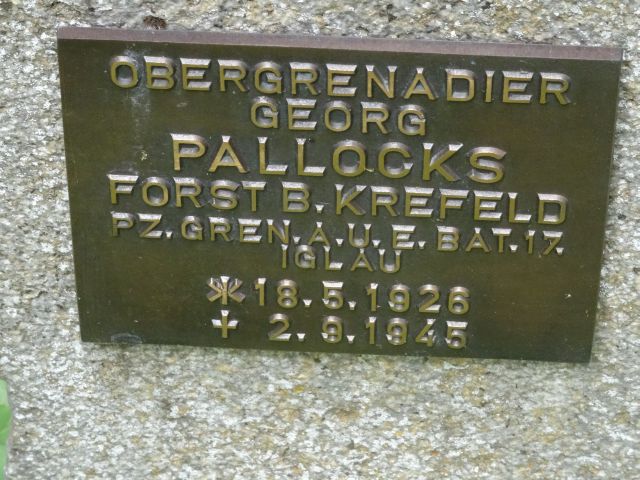 OBERGRENADIER
GEORG
PALLOCKS
FORST B. KREFELD
PZ. GREN. A. U. E. BAT. 17.
IGLAU
* 18.5.1926
+ 2.9.1945